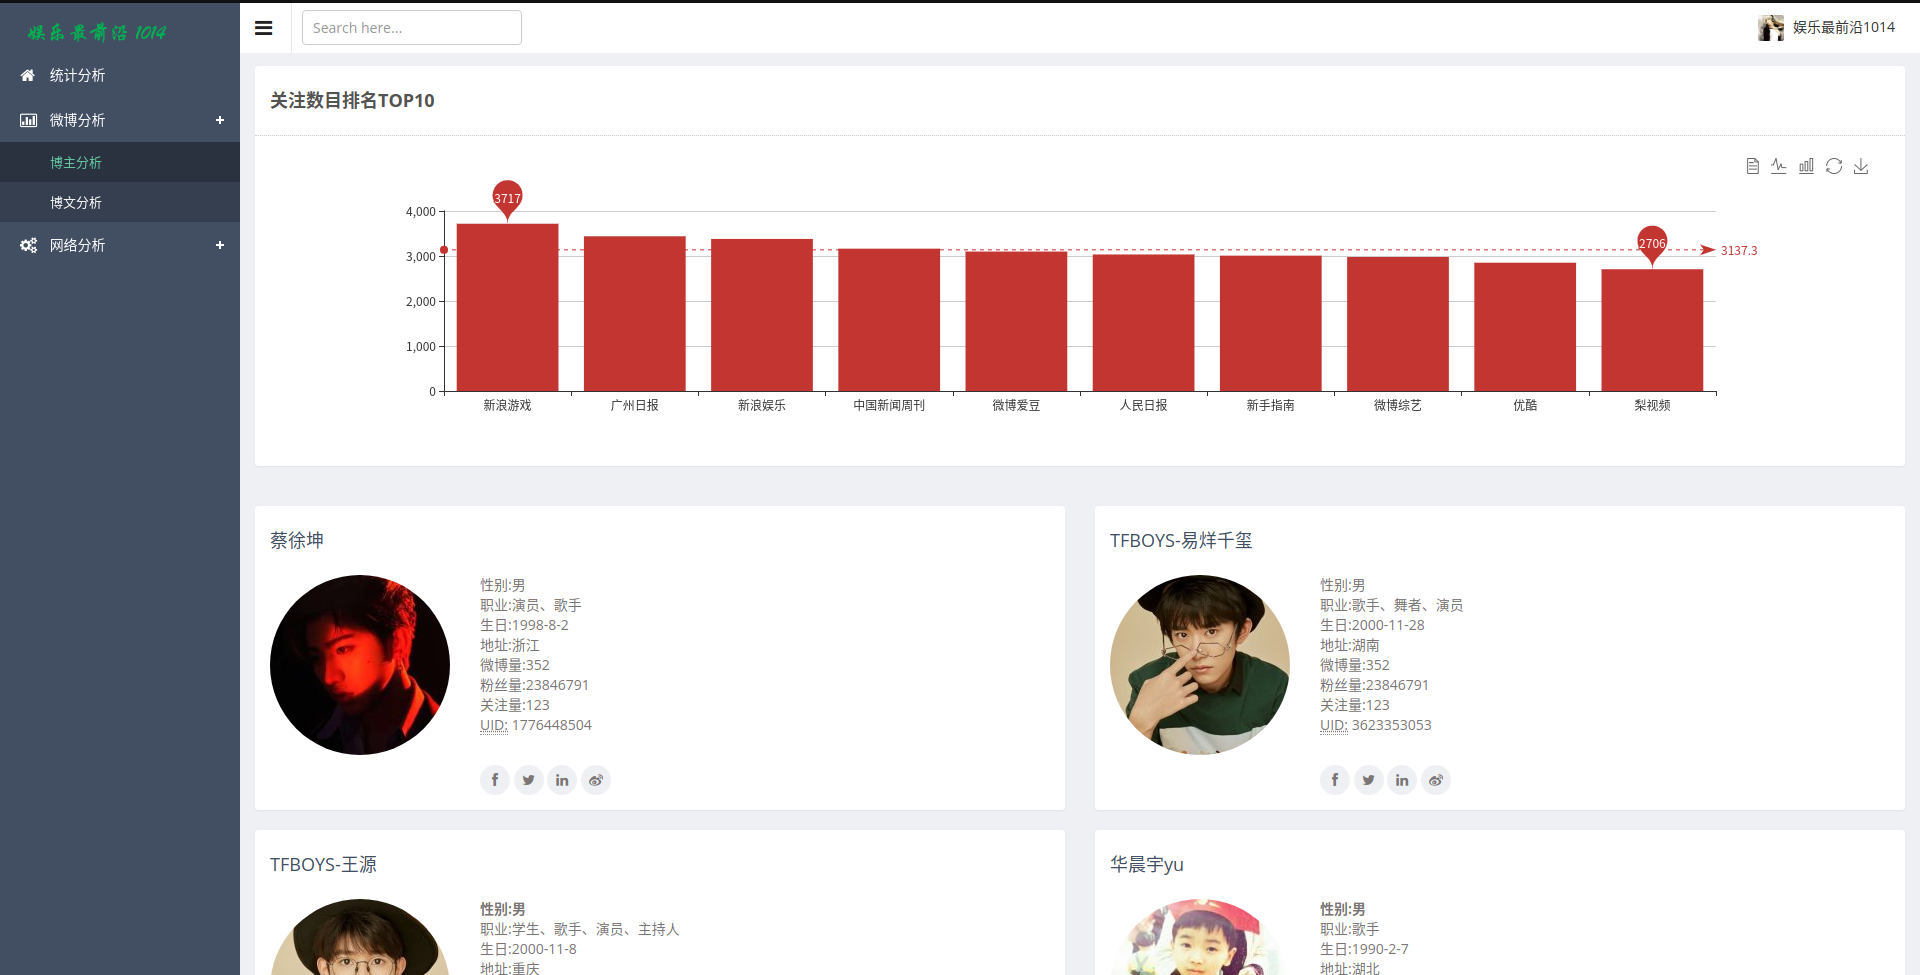 娱乐最前沿 1014
统计分析
微博分析
博主分析
博文分析
网络分析
Search here...
娱乐最前沿1014
关注数目排名TOP10
3717
2706
3137.3
4,000
3,000
2,000
1,000
0
新浪游戏
广州日报
新浪娱乐
中国新闻周刊
微博爱豆
人民日报
新手指南
微博综艺
优酷
梨视频
蔡徐坤
性别:男
职业:演员、歌手
生日:1998-8-2
地址:浙江
微博量:352
粉丝量:23846791
关注量:123
UID: 1776448504
TFBOYS-易烊千玺
性别:男
职业:歌手、舞者、演员
生日:2000-11-28
地址:湖南
微博量:352
粉丝量:23846791
关注量:123
UID: 3623353053
TFBOYS-王源
性别:男
职业:学生、歌手、演员、主持人
生日:2000-11-8
地址:重庆
华晨宇yu
性别:男
职业:歌手
生日:1990-2-7
地址:湖北